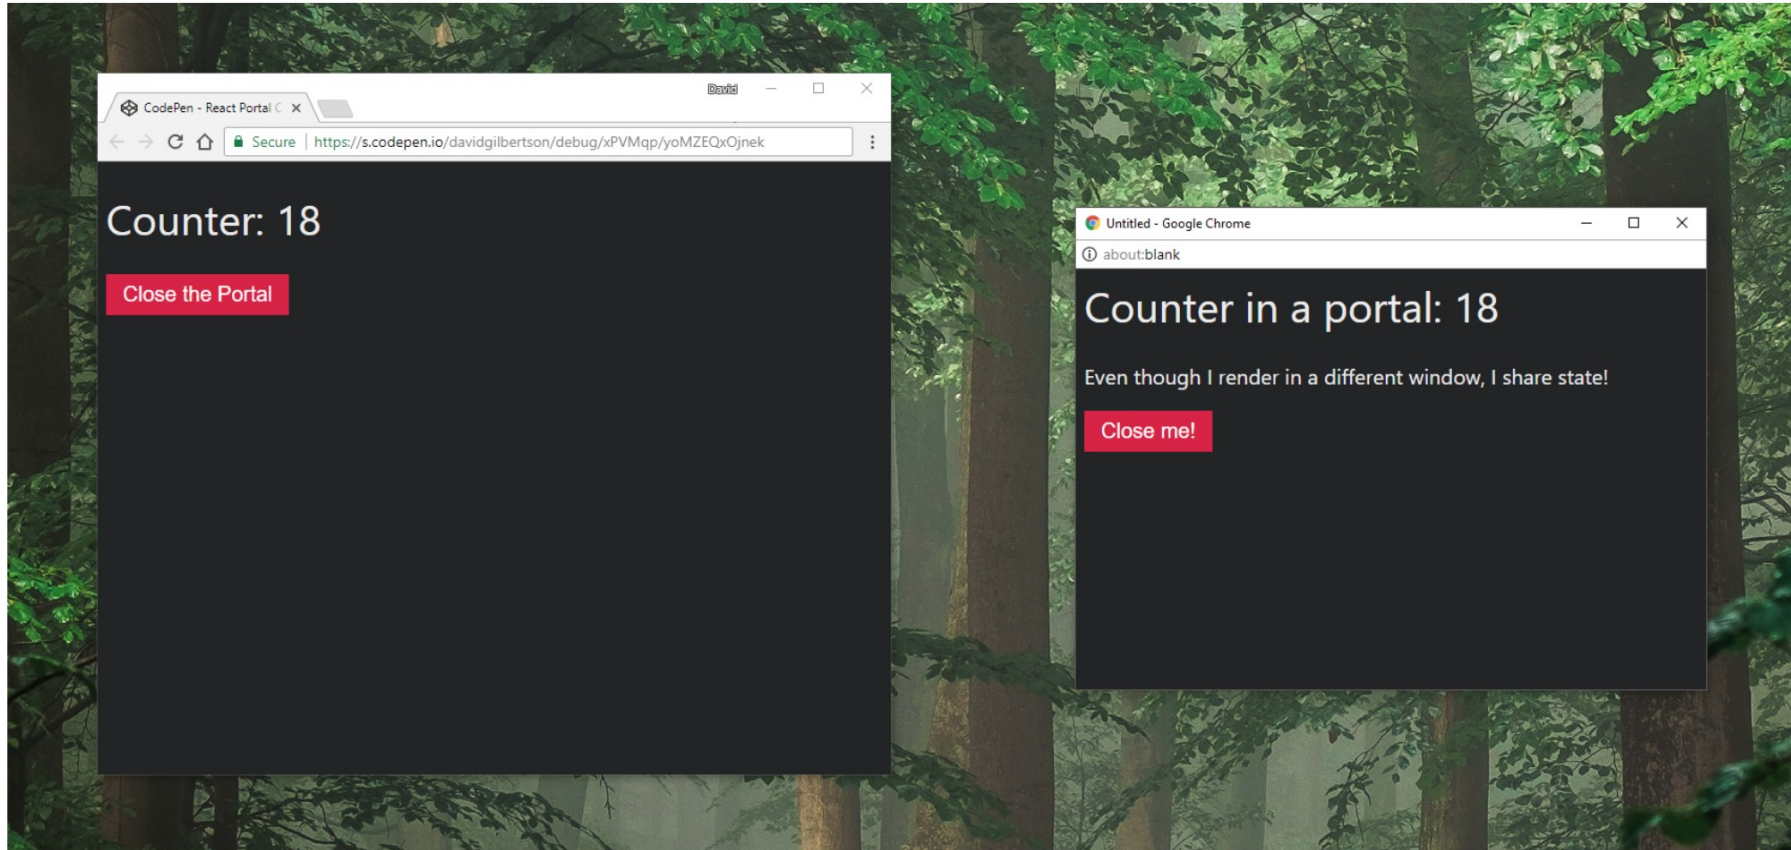 David
CodePen - React Portal C
Secure https://s.codepen.io/davidgilbertson/debug/xPVMqp/yoMZEQxOjnek
Counter: 18
Close the Portal
Untitled - Google Chrome
about:blank
Counter in a portal: 18
Even though I render in a different window, I share state!
Close me!